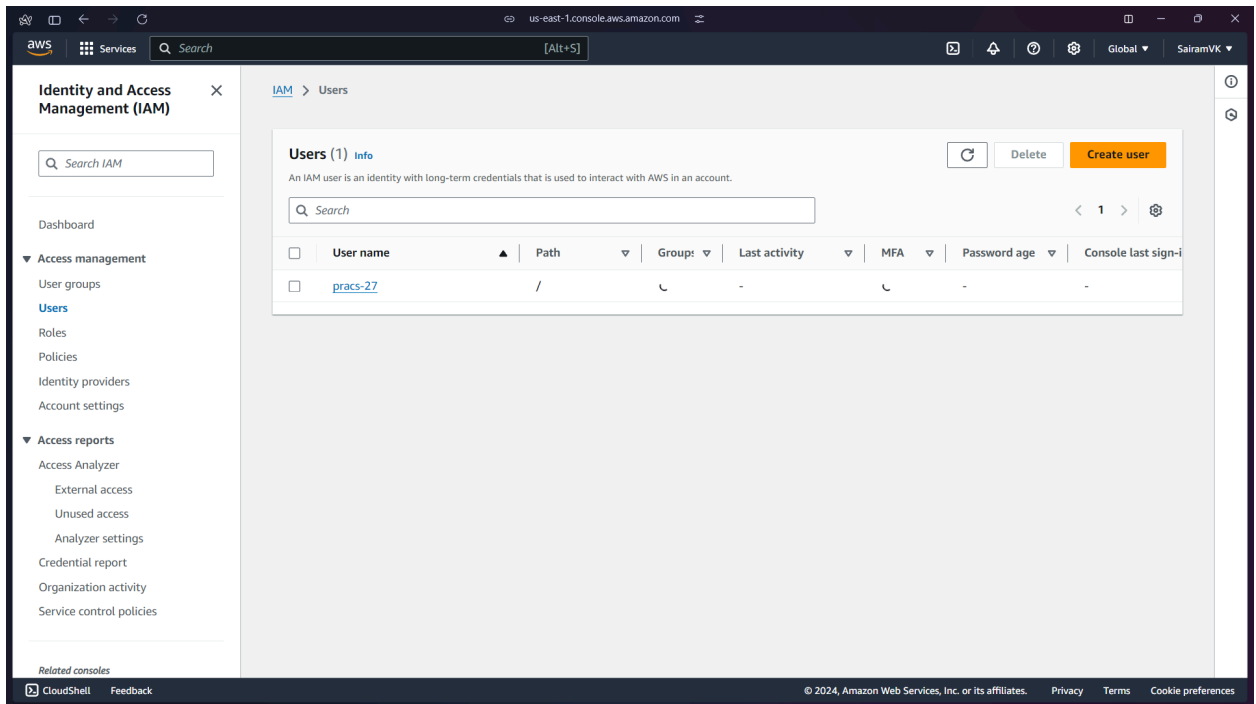 us-east-1.console.aws.amazon.com
aws Services Search [Alt+S] Global SairamVK
Identity and Access
Management (IAM)
Search IAM
Dashboard
Access management
User groups
Users
Roles
Policies
Identity providers
Account settings
Access reports
Access Analyzer
External access
Unused access
Analyzer settings
Credential report
Organization activity
Service control policies
Related consoles
IAM > Users
Users (1) Info
Delete Create user
An IAM user is an identity with long-term credentials that is used to interact with AWS in an account.
Search
1
User name Path Groups Last activity MFA Password age Console last sign-i
pracs-27 / - - -
CloudShell Feedback © 2024, Amazon Web Services, Inc. or its affiliates. Privacy Terms Cookie preferences